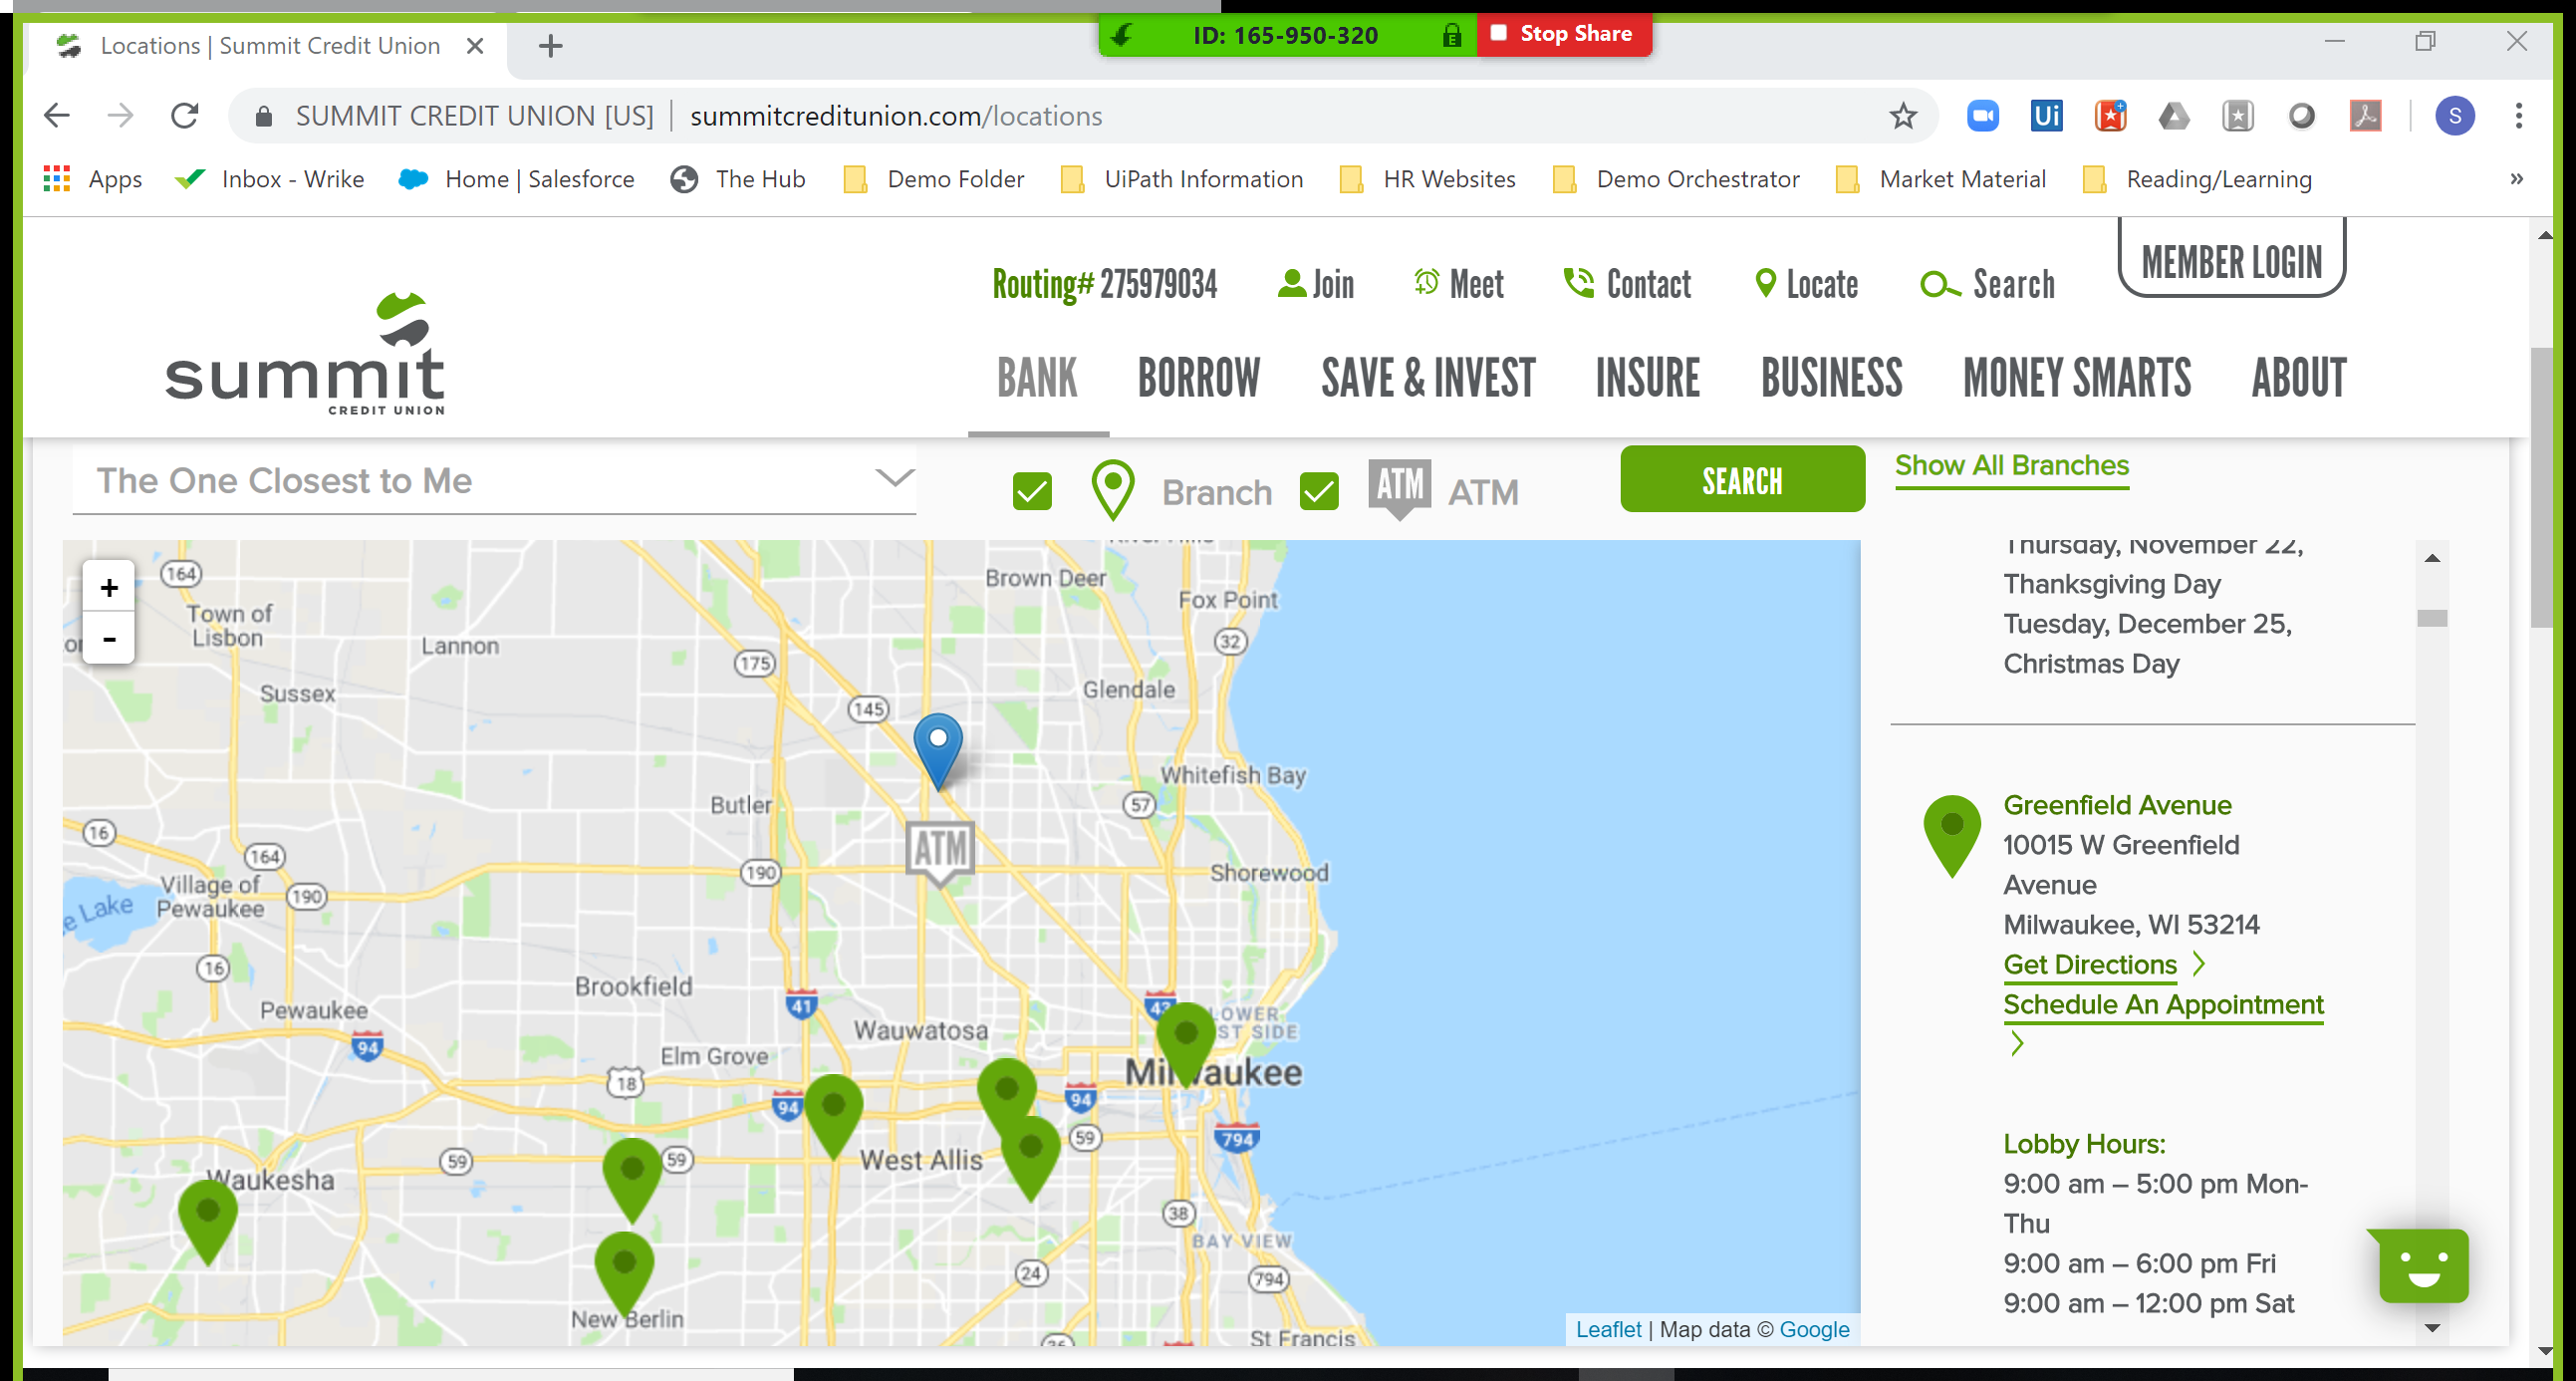 Locations | Summit Credit Union
ID: 165-950-320
Stop Share
SUMMIT CREDIT UNION [US] | summitcreditunion.com/locations
Ui
S
Apps
Inbox - Wrike
Home | Salesforce
The Hub
Demo Folder
UiPath Information
HR Websites
Demo Orchestrator
Market Material
Reading/Learning
»
Routing# 275979034
Join
Meet
Contact
Locate
Search
MEMBER LOGIN
summit
CREDIT UNION
BANK
BORROW
SAVE & INVEST
INSURE
BUSINESS
MONEY SMARTS
ABOUT
The One Closest to Me
Branch
ATM
ATM
SEARCH
Show All Branches
+
-
164
Town of
Lisbon
Lannon
Sussex
175
145
Brown Deer
Fox Point
32
Glendale
Whitefish Bay
57
Butler
ATM
16
164
190
190
Shorewood
Village of
Pewaukee
e Lake
16
Pewaukee
94
Brookfield
41
Wauwatosa
Elm Grove
18
94
94
43
LOWER
ST SIDE
Milwaukee
59
59
59
West Allis
794
Waukesha
38
BAY VIEW
24
794
New Berlin
St Francis
36
Leaflet | Map data © Google
Thursday, November 22,
Thanksgiving Day
Tuesday, December 25,
Christmas Day
Greenfield Avenue
10015 W Greenfield
Avenue
Milwaukee, WI 53214
Get Directions
Schedule An Appointment
Lobby Hours:
9:00 am – 5:00 pm Mon-
Thu
9:00 am – 6:00 pm Fri
9:00 am – 12:00 pm Sat